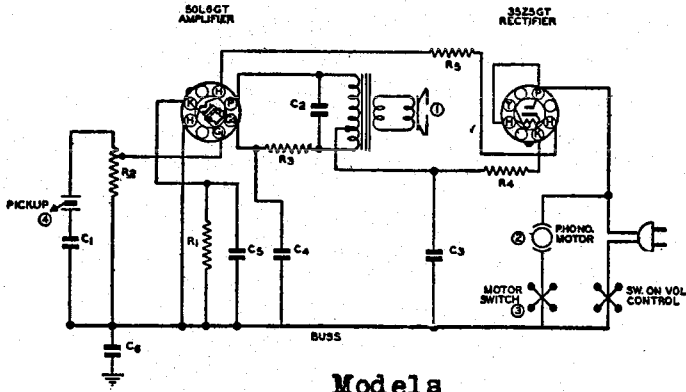 50L6GT
AMPLIFIER
35Z5GT
RECTIFIER
R5
H
K
P
G
C2
R3
①
T
P
H
H
K
R4
R2
PICKUP
④
C1
R1
C5
C4
C3
②
PHONO.
MOTOR
MOTOR
SWITCH
③
SW. ON VOL
CONTROL
BUSS
C6
Models